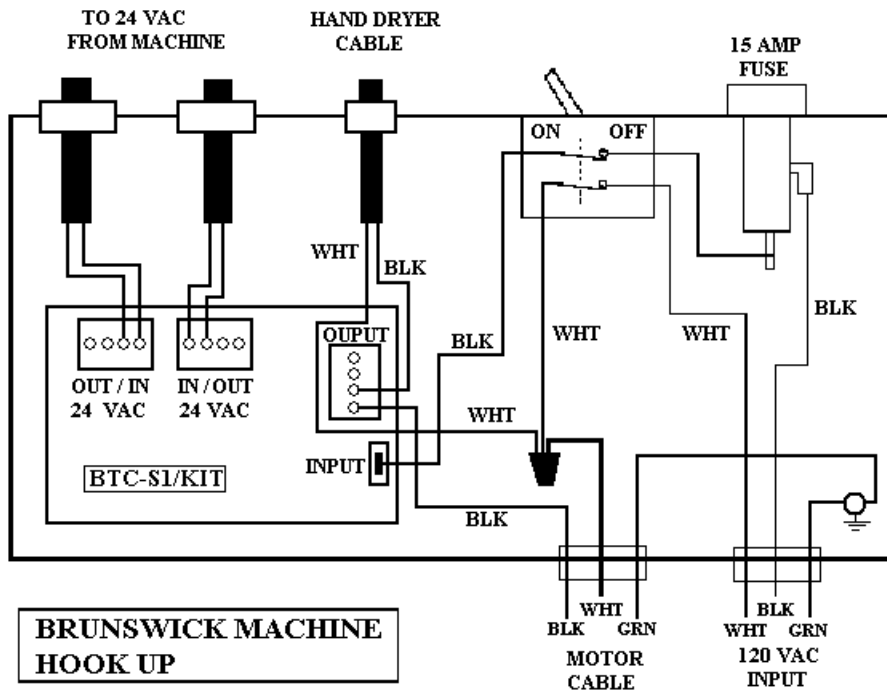 TO 24 VAC
FROM MACHINE
HAND DRYER
CABLE
15 AMP
FUSE
ON
OFF
WHT
BLK
BLK
OUPUT
BLK
WHT
WHT
OUT / IN
24 VAC
IN / OUT
24 VAC
WHT
INPUT
BTC-S1/KIT
BLK
WHT
BLK
GRN
BLK
WHT
GRN
MOTOR
CABLE
120 VAC
INPUT
BRUNSWICK MACHINE
HOOK UP